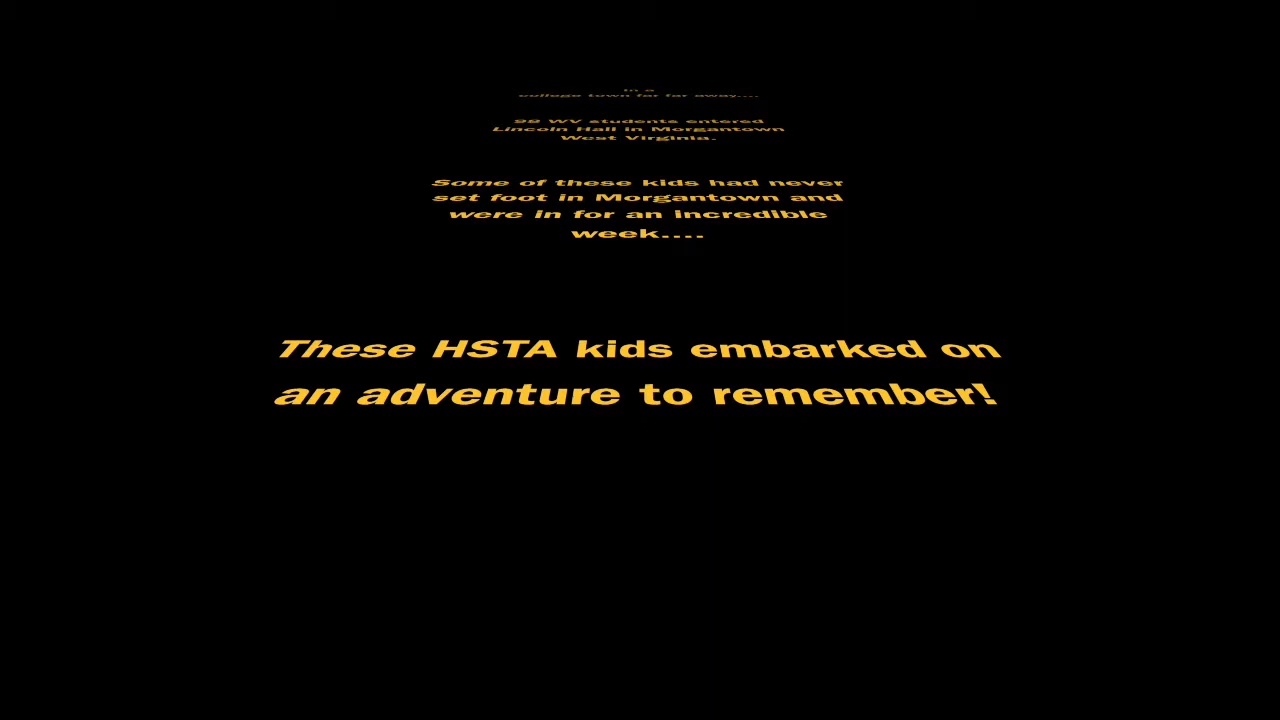 in a
college town far far away....
99 WV students entered
Lincoln Hall in Morgantown
West Virginia.
Some of these kids had never
set foot in Morgantown and
were in for an incredible
week....
These HSTA kids embarked on
an adventure to remember!